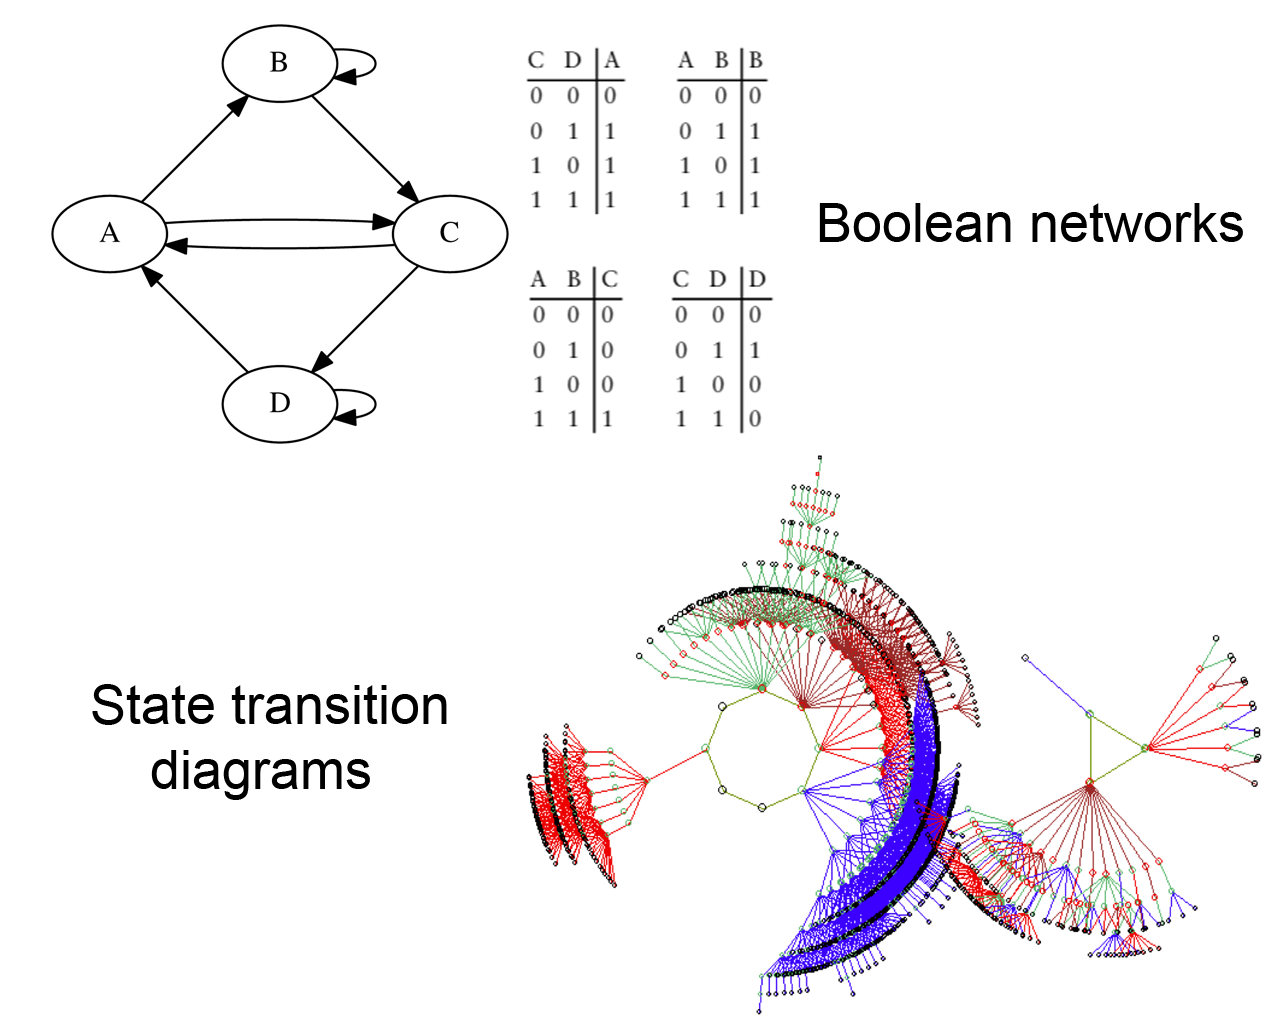 B
A
C
D
C D A
0 0 0
0 1 1
1 0 1
1 1 1
A B B
0 0 0
0 1 1
1 0 1
1 1 1
A B C
0 0 0
0 1 0
1 0 0
1 1 1
C D D
0 0 0
0 1 1
1 0 0
1 1 0
Boolean networks
State transition
diagrams